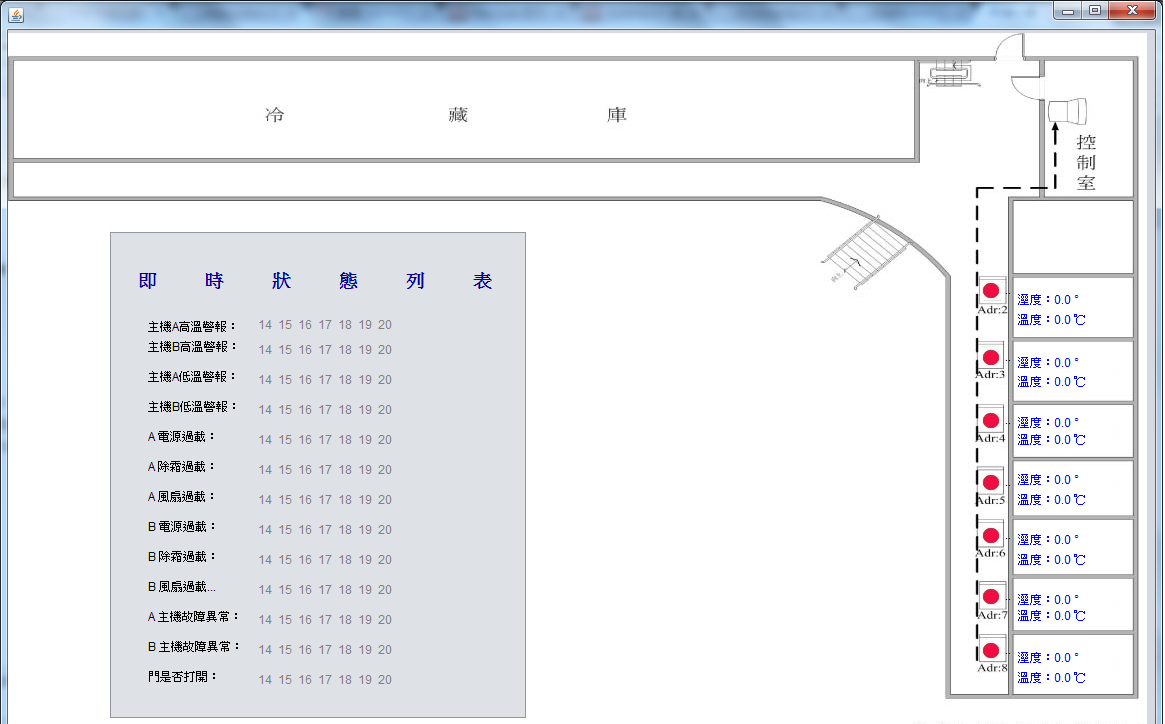 冷 藏 庫
控
制
室
即 時 狀 態 列 表
主機A高溫警報： 14 15 16 17 18 19 20
主機B高溫警報： 14 15 16 17 18 19 20
主機A低溫警報： 14 15 16 17 18 19 20
主機B低溫警報： 14 15 16 17 18 19 20
A電源過載： 14 15 16 17 18 19 20
A除霜過載： 14 15 16 17 18 19 20
A風扇過載： 14 15 16 17 18 19 20
B電源過載： 14 15 16 17 18 19 20
B除霜過載： 14 15 16 17 18 19 20
B風扇過載... 14 15 16 17 18 19 20
A主機故障異常： 14 15 16 17 18 19 20
B主機故障異常： 14 15 16 17 18 19 20
門是否打開： 14 15 16 17 18 19 20
Adr:2
溼度：0.0 °
溫度：0.0℃
Adr:3
溼度：0.0 °
溫度：0.0℃
Adr:4
溼度：0.0 °
溫度：0.0℃
Adr:5
溼度：0.0 °
溫度：0.0℃
Adr:6
溼度：0.0 °
溫度：0.0℃
Adr:7
溼度：0.0 °
溫度：0.0℃
Adr:8
溼度：0.0 °
溫度：0.0℃